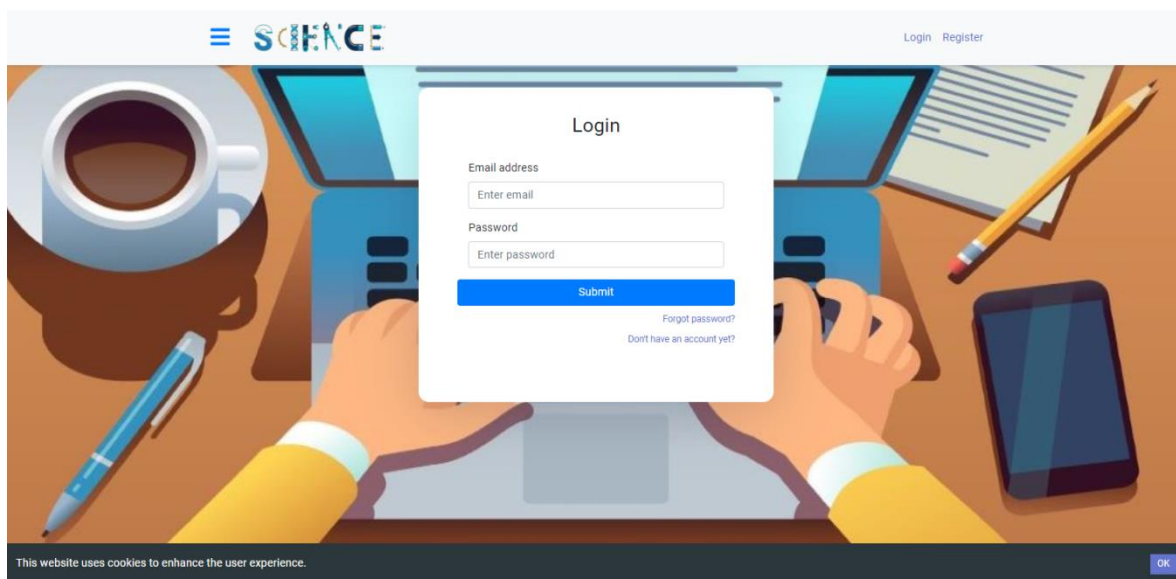 SCIENCE
Login Register
Login
Email address
Enter email
Password
Enter password
Submit
Forgot password?
Don't have an account yet?
This website uses cookies to enhance the user experience.
OK